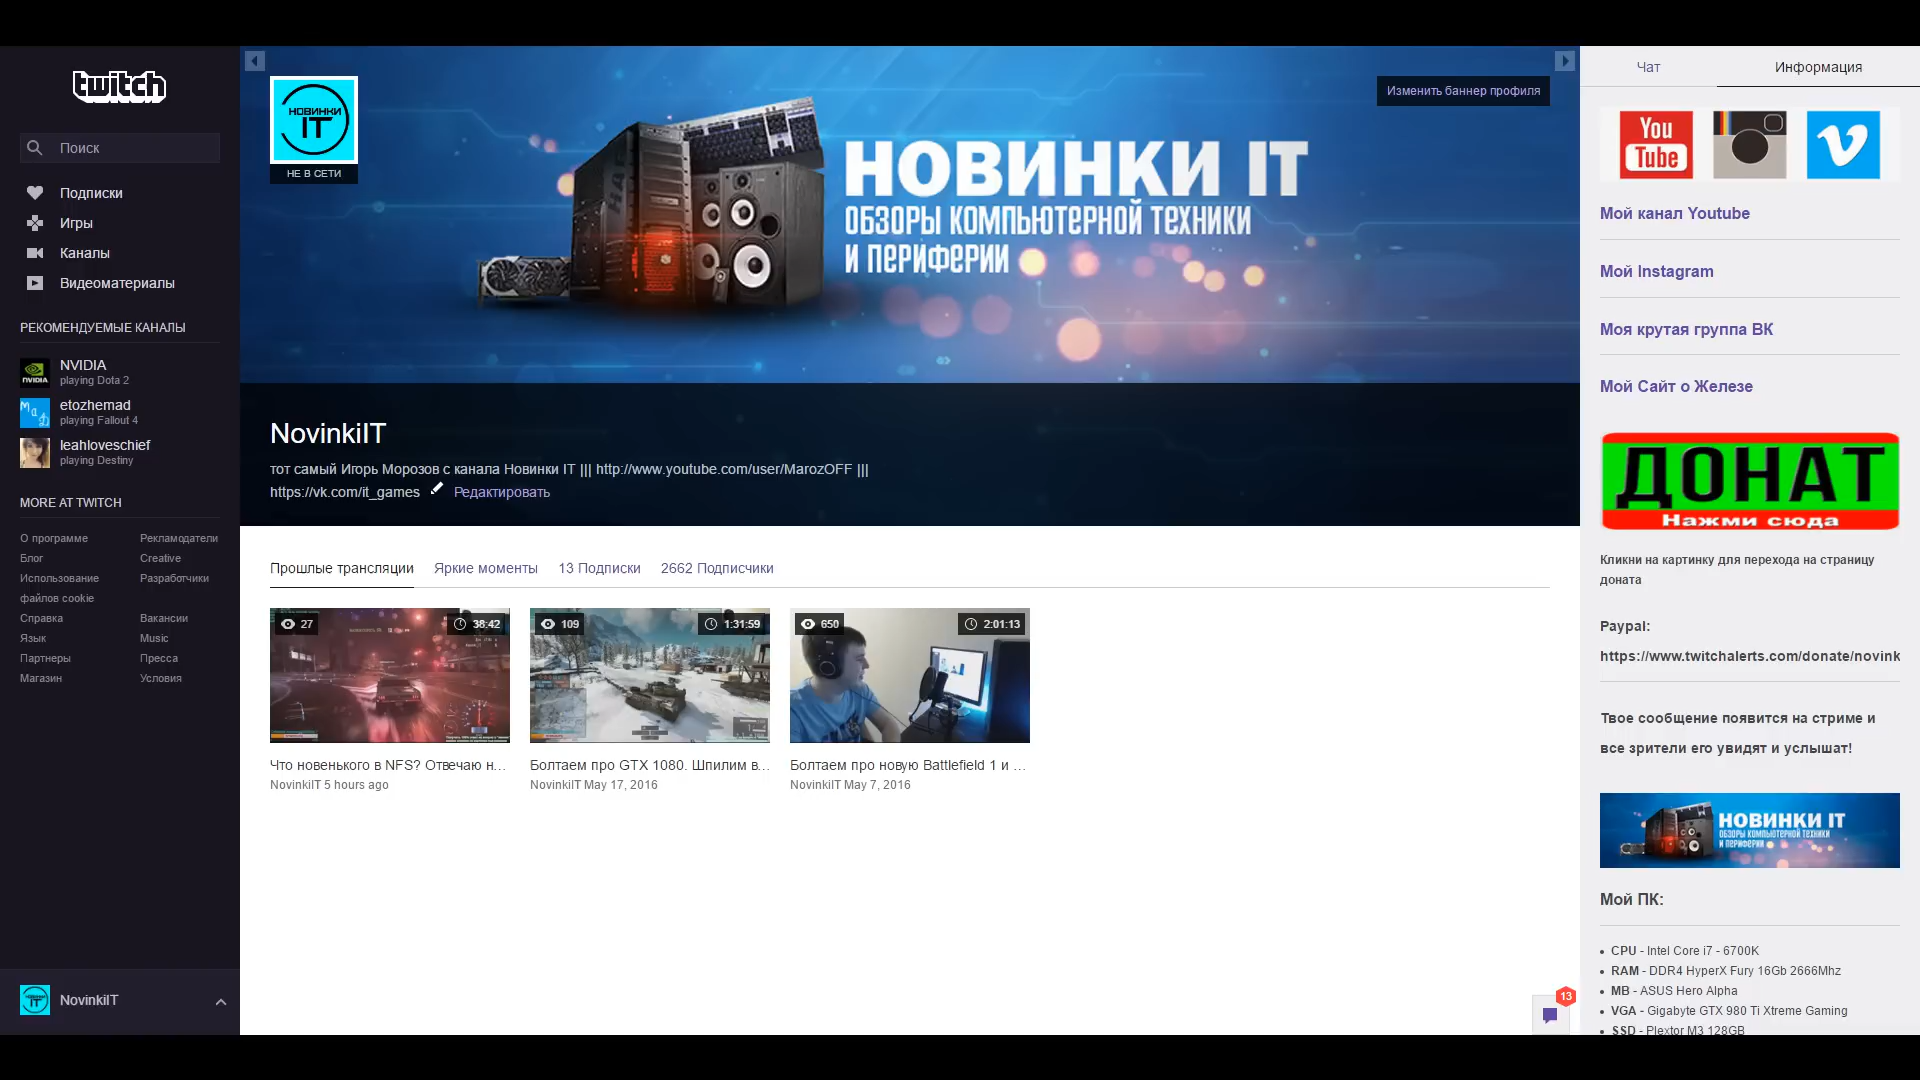 twitch
Поиск
Подписки
Игры
Каналы
Видеоматериалы
РЕКОМЕНДУЕМЫЕ КАНАЛЫ
NVIDIA
playing Dota 2
etozhemad
playing Fallout 4
leahloveschief
playing Destiny
MORE AT TWITCH
О программе
Рекламодатели
Блог
Creative
Использование файлов cookie
Разработчики
Справка
Вакансии
Язык
Music
Партнеры
Пресса
Магазин
Условия
NovinkiIT
НОВИНКИ
IT
НЕ В СЕТИ
Изменить баннер профиля
НОВИНКИ IT
ОБЗОРЫ КОМПЬЮТЕРНОЙ ТЕХНИКИ
И ПЕРИФЕРИИ
NovinkiIT
тот самый Игорь Морозов с канала Новинки IT ||| http://www.youtube.com/user/MarozOFF |||
https://vk.com/it_games Редактировать
Прошлые трансляции Яркие моменты 13 Подписки 2662 Подписчики
27 38:42
Что новенького в NFS? Отвечаю н...
NovinkiIT 5 hours ago
109 1:31:59
Болтаем про GTX 1080. Шпилим в...
NovinkiIT May 17, 2016
650 2:01:13
Болтаем про новую Battlefield 1 и ...
NovinkiIT May 7, 2016
13
Чат Информация
You
Tube
Мой канал Youtube
Мой Instagram
Моя крутая группа ВК
Мой Сайт о Железе
ДОНАТ
Нажми сюда
Кликни на картинку для перехода на страницу
доната
Paypal:
https://www.twitchalerts.com/donate/novink
Твое сообщение появится на стриме и
все зрители его увидят и услышат!
НОВИНКИ IT
ОБЗОРЫ КОМПЬЮТЕРНОЙ ТЕХНИКИ
И ПЕРИФЕРИИ
Мой ПК:
CPU - Intel Core i7 - 6700K
RAM - DDR4 HyperX Fury 16Gb 2666Mhz
MB - ASUS Hero Alpha
VGA - Gigabyte GTX 980 Ti Xtreme Gaming
SSD - Plextor M3 128GB